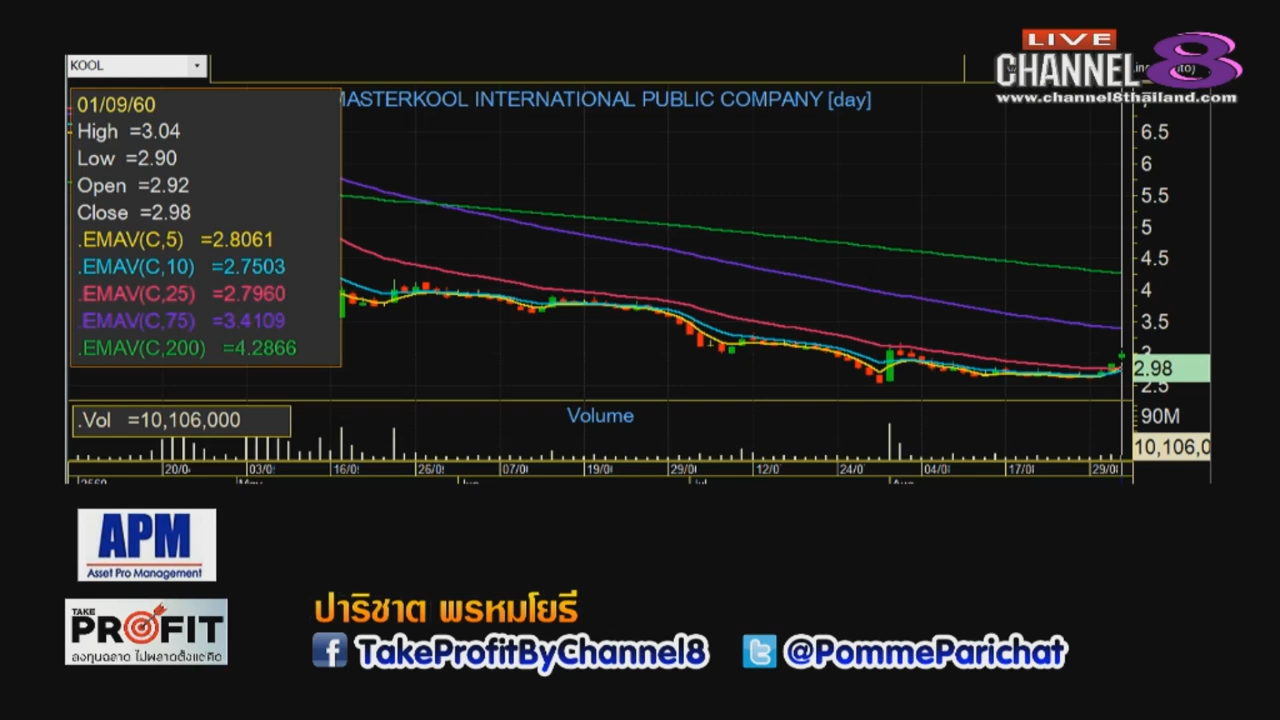 KOOL
LIVE
CHANNEL 8
www.channel8thailand.com
MASTERKOOL INTERNATIONAL PUBLIC COMPANY [day]
01/09/60
High =3.04
Low =2.90
Open =2.92
Close =2.98
.EMAV(C,5) =2.8061
.EMAV(C,10) =2.7503
.EMAV(C,25) =2.7960
.EMAV(C,75) =3.4109
.EMAV(C,200) =4.2866
6.5
6
5.5
5
4.5
4
3.5
3
2.98
2.5
.Vol =10,106,000
Volume
90M
10,106,0
20/0 03/0 16/0 26/0 07/0 19/0 29/0 12/0 24/0 04/0 17/0 29/0
APM
Asset Pro Management
TAKE
PROFIT
ลงทุนฉลาด ไม่พลาดตั้งแต่คิด
ปาริชาต พรหมโยธี
TakeProfitByChannel8
@PommeParichat